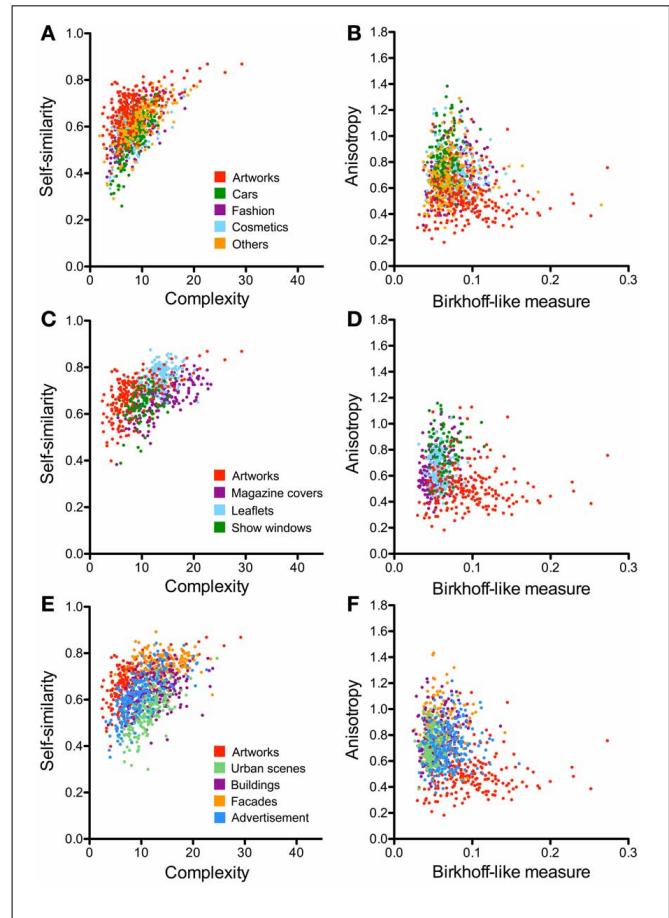 A
Self-similarity
1.0
0.8
0.6
0.4
0.2
0.0
0
10
20
30
40
Complexity
Artworks
Cars
Fashion
Cosmetics
Others
B
Anisotropy
1.8
1.6
1.4
1.2
1.0
0.8
0.6
0.4
0.2
0.0
0.0
0.1
0.2
0.3
Birkhoff-like measure
C
Self-similarity
1.0
0.8
0.6
0.4
0.2
0.0
0
10
20
30
40
Complexity
Artworks
Magazine covers
Leaflets
Show windows
D
Anisotropy
1.8
1.6
1.4
1.2
1.0
0.8
0.6
0.4
0.2
0.0
0.0
0.1
0.2
0.3
Birkhoff-like measure
E
Self-similarity
1.0
0.8
0.6
0.4
0.2
0.0
0
10
20
30
40
Complexity
Artworks
Urban scenes
Buildings
Facades
Advertisement
F
Anisotropy
1.8
1.6
1.4
1.2
1.0
0.8
0.6
0.4
0.2
0.0
0.0
0.1
0.2
0.3
Birkhoff-like measure